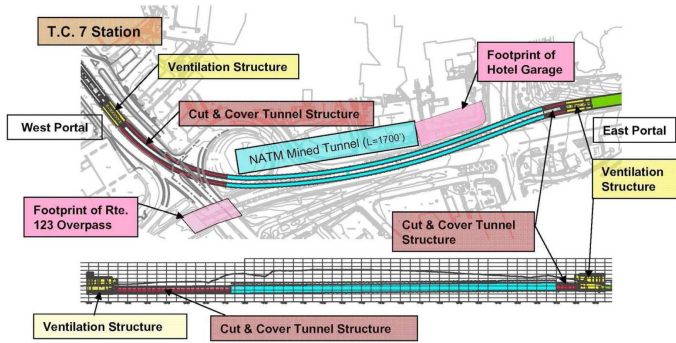 T.C. 7 Station
Ventilation Structure
Footprint of
Hotel Garage
Cut & Cover Tunnel Structure
West Portal
NATM Mined Tunnel (L=1700')
East Portal
Ventilation
Structure
Footprint of Rte.
123 Overpass
Cut & Cover Tunnel
Structure
Ventilation Structure
Cut & Cover Tunnel Structure